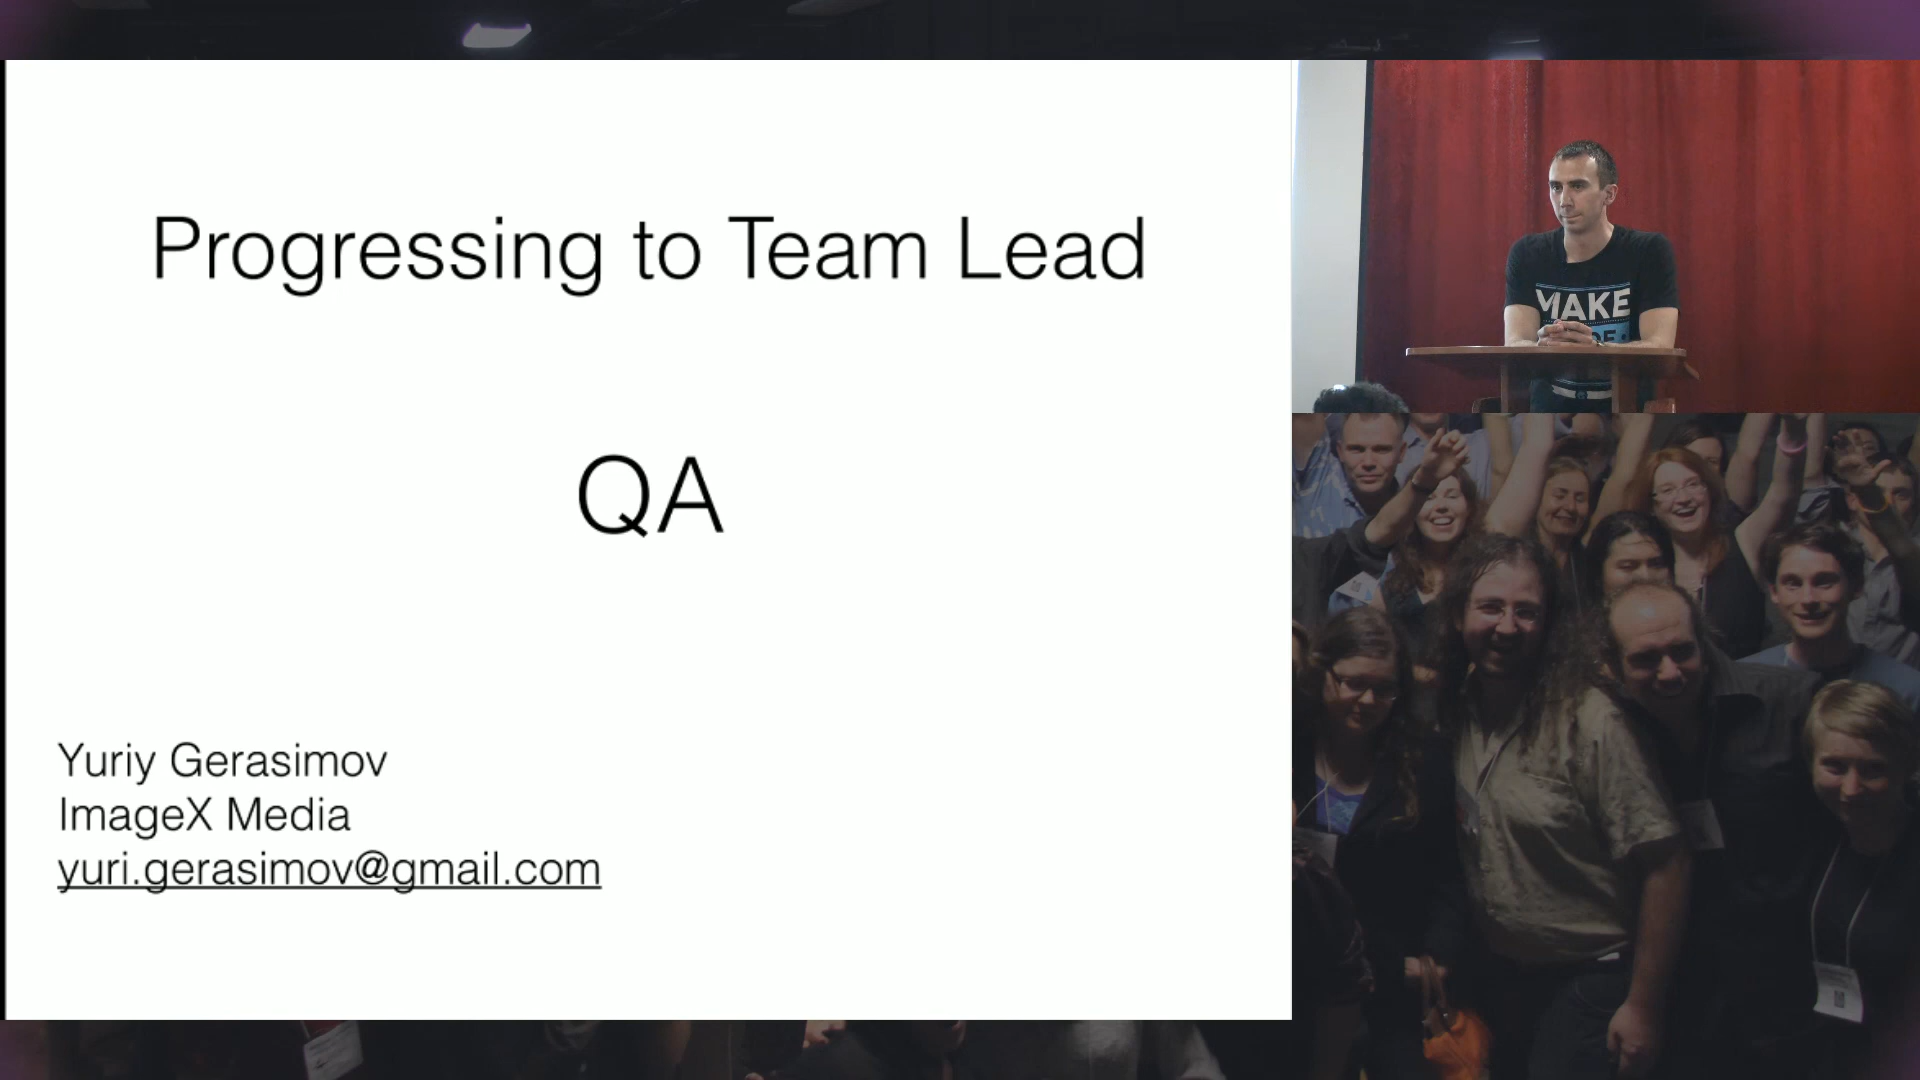 Progressing to Team Lead
QA
Yuriy Gerasimov
ImageX Media
yuri.gerasimov@gmail.com
MAKE